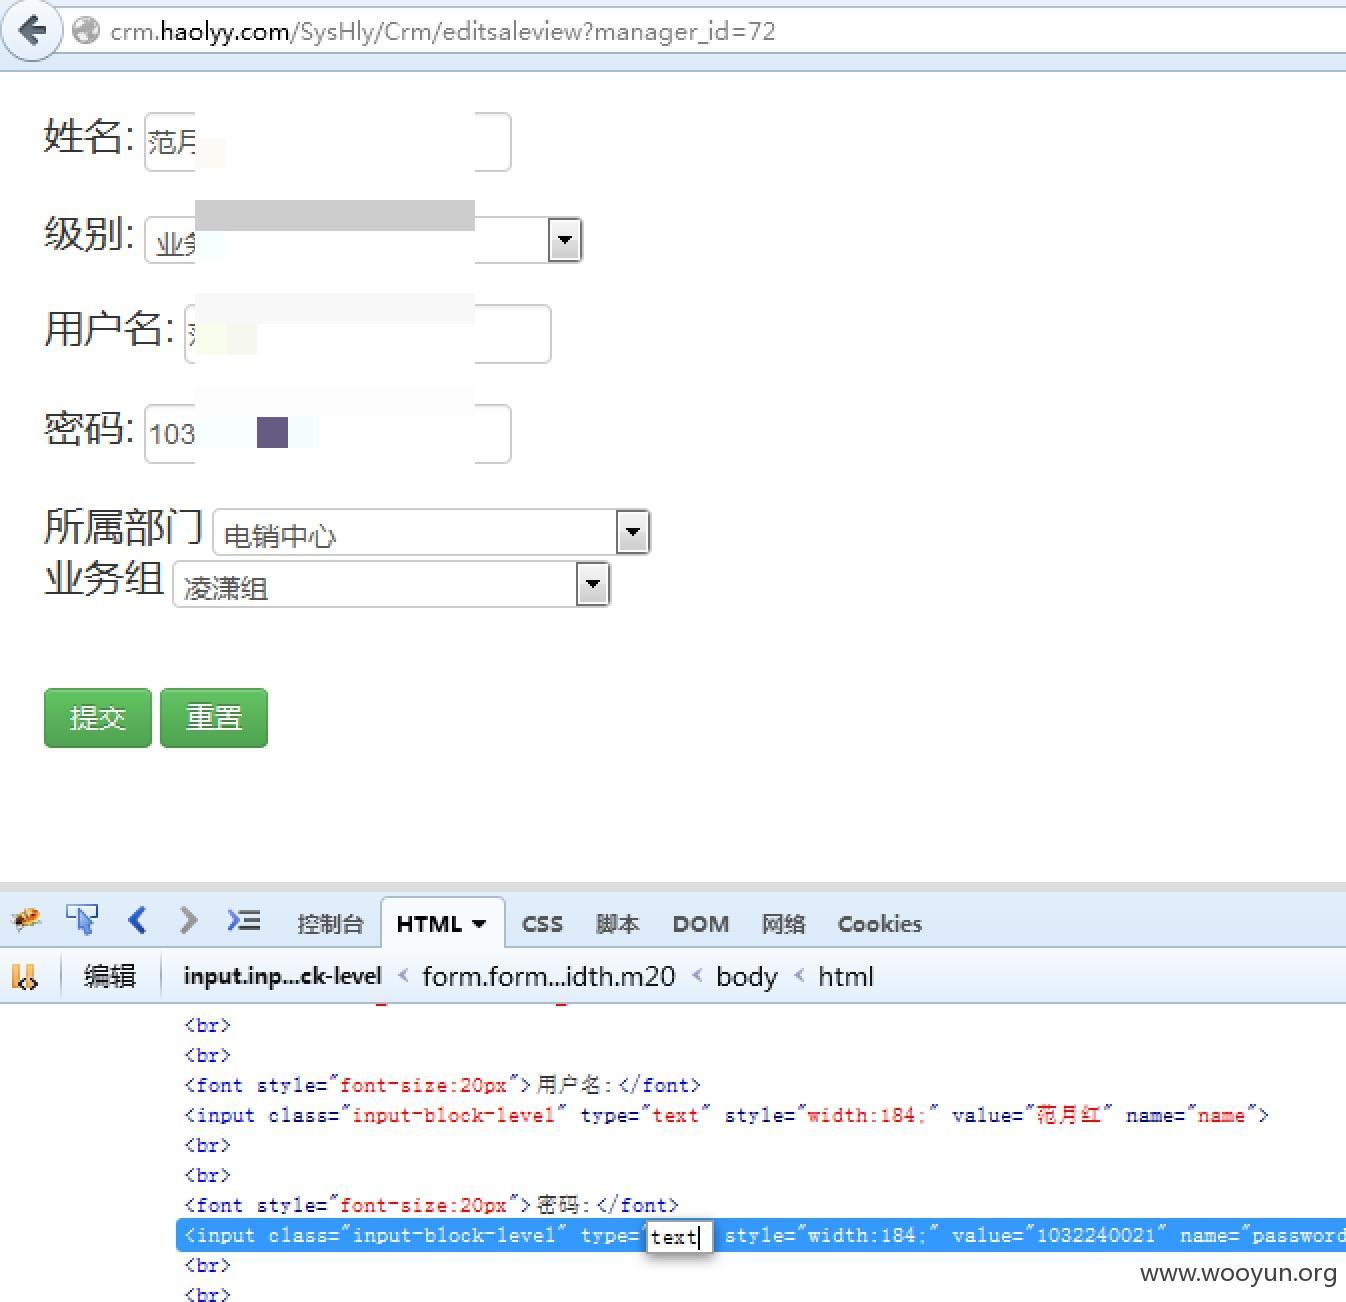 crm.haolyy.com/SysHly/Crm/editsaleview?manager_id=72
姓名: 范月
级别: 业务
用户名:
密码: 103
所属部门 电销中心
业务组 凌潇组
提交 重置
控制台 HTML CSS 脚本 DOM 网络 Cookies
编辑 input.inp...ck-level < form.form...idth.m20 < body < html
<br>
<br>
<font style="font-size:20px">用户名:</font>
<input class="input-block-level" type="text" style="width:184;" value="范月红" name="name">
<br>
<br>
<font style="font-size:20px">密码:</font>
<input class="input-block-level" type="text style="width:184;" value="1032240021" name="password
<br>
<br>
www.wooyun.org